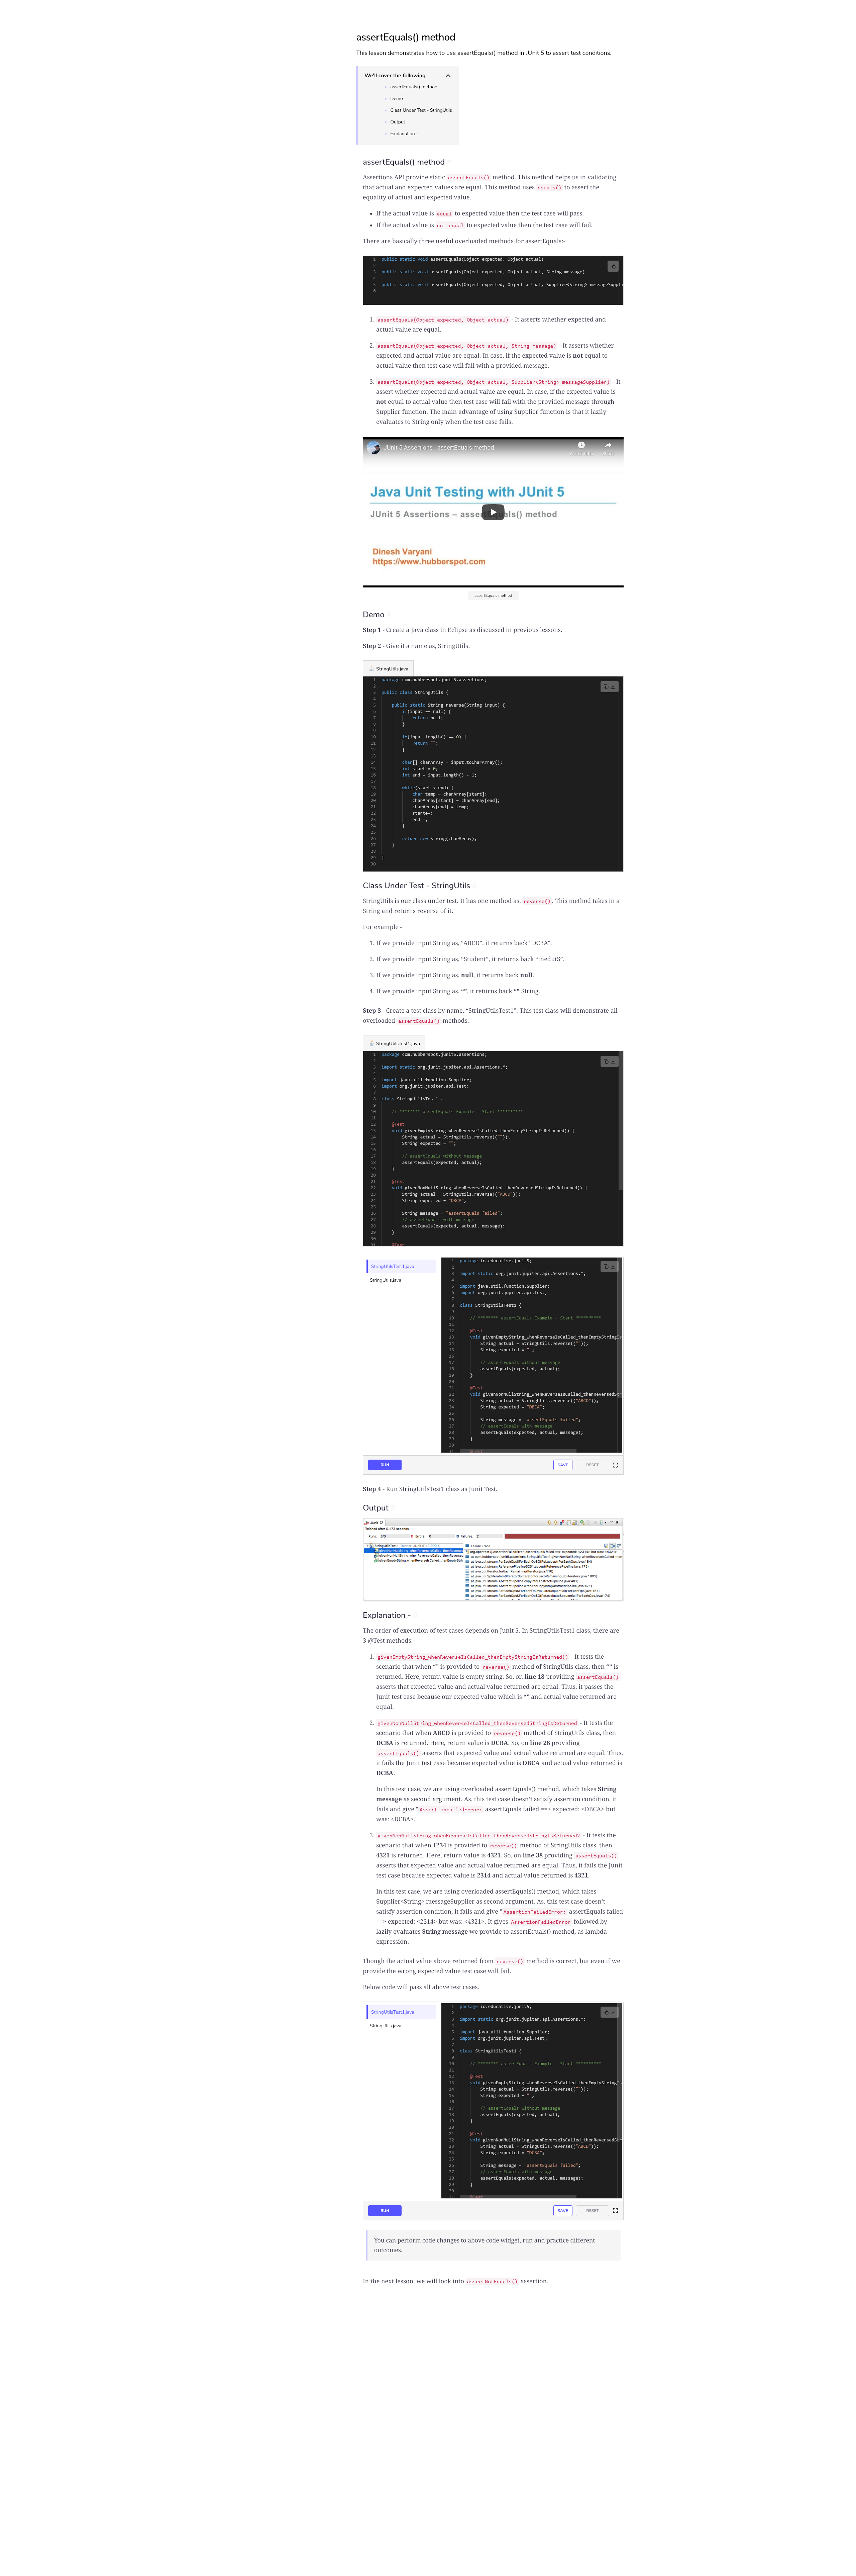 assertEquals() method
This lesson demonstrates how to use assertEquals() method in JUnit 5 to assert test conditions.
We'll cover the following
assertEquals() method
Demo
Class Under Test - StringUtils
Output
Explanation -
assertEquals() method
Assertions API provide static assertEquals() method. This method helps us in validating
that actual and expected values are equal. This method uses equals() to assert the
equality of actual and expected value.
• If the actual value is equal to expected value then the test case will pass.
• If the actual value is not equal to expected value then the test case will fail.
There are basically three useful overloaded methods for assertEquals:-
1 public static void assertEquals(Object expected, Object actual)
2
3 public static void assertEquals(Object expected, Object actual, String message)
4
5 public static void assertEquals(Object expected, Object actual, Supplier<String> messageSuppli
6
1. assertEquals(Object expected, Object actual) - It asserts whether expected and
actual value are equal.
2. assertEquals(Object expected, Object actual, String message) - It asserts whether
expected and actual value are equal. In case, if the expected value is not equal to
actual value then test case will fail with a provided message.
3. assertEquals(Object expected, Object actual, Supplier<String> messageSupplier) - It
assert whether expected and actual value are equal. In case, if the expected value is
not equal to actual value then test case will fail with the provided message through
Supplier function. The main advantage of using Supplier function is that it lazily
evaluates to String only when the test case fails.
JUnit 5 Assertions - assertEquals method
Java Unit Testing with JUnit 5
JUnit 5 Assertions – assertEquals() method
Dinesh Varyani
https://www.hubberspot.com
assertEquals method
Demo
Step 1 - Create a Java class in Eclipse as discussed in previous lessons.
Step 2 - Give it a name as, StringUtils.
StringUtils.java
1 package com.hubberspot.junit5.assertions;
2
3 public class StringUtils {
4
5 public static String reverse(String input) {
6 if(input == null) {
7 return null;
8 }
9
10 if(input.length() == 0) {
11 return "";
12 }
13
14 char[] charArray = input.toCharArray();
15 int start = 0;
16 int end = input.length() - 1;
17
18 while(start < end) {
19 char temp = charArray[start];
20 charArray[start] = charArray[end];
21 charArray[end] = temp;
22 start++;
23 end--;
24 }
25
26 return new String(charArray);
27 }
28
29 }
30
Class Under Test - StringUtils
StringUtils is our class under test. It has one method as, reverse(). This method takes in a
String and returns reverse of it.
For example -
1. If we provide input String as, “ABCD”, it returns back “DCBA”.
2. If we provide input String as, “Student”, it returns back “tnedutS”.
3. If we provide input String as, null, it returns back null.
4. If we provide input String as, “”, it returns back “” String.
Step 3 - Create a test class by name, “StringUtilsTest1”. This test class will demonstrate all
overloaded assertEquals() methods.
StringUtilsTest1.java
1 package com.hubberspot.junit5.assertions;
2
3 import static org.junit.jupiter.api.Assertions.*;
4
5 import java.util.function.Supplier;
6 import org.junit.jupiter.api.Test;
7
8 class StringUtilsTest1 {
9
10 // ******** assertEquals Example - Start **********
11
12 @Test
13 void givenEmptyString_whenReverseIsCalled_thenEmptyStringIsReturned() {
14 String actual = StringUtils.reverse((""));
15 String expected = "";
16
17 // assertEquals without message
18 assertEquals(expected, actual);
19 }
20
21 @Test
22 void givenNonNullString_whenReverseIsCalled_thenReversedStringIsReturned() {
23 String actual = StringUtils.reverse(("ABCD"));
24 String expected = "DBCA";
25
26 String message = "assertEquals failed";
27 // assertEquals with message
28 assertEquals(expected, actual, message);
29 }
30
31 @Test
StringUtilsTest1.java
StringUtils.java
1 package io.educative.junit5;
2
3 import static org.junit.jupiter.api.Assertions.*;
4
5 import java.util.function.Supplier;
6 import org.junit.jupiter.api.Test;
7
8 class StringUtilsTest1 {
9
10 // ******** assertEquals Example - Start **********
11
12 @Test
13 void givenEmptyString_whenReverseIsCalled_thenEmptyStringIs
14 String actual = StringUtils.reverse((""));
15 String expected = "";
16
17 // assertEquals without message
18 assertEquals(expected, actual);
19 }
20
21 @Test
22 void givenNonNullString_whenReverseIsCalled_thenReversedStr
23 String actual = StringUtils.reverse(("ABCD"));
24 String expected = "DBCA";
25
26 String message = "assertEquals failed";
27 // assertEquals with message
28 assertEquals(expected, actual, message);
29 }
30
31 @Test
RUN
SAVE
RESET
Step 4 - Run StringUtilsTest1 class as Junit Test.
Output
JUnit
Finished after 0.173 seconds
Runs: 3/3 Errors: 0 Failures: 2
Failure Trace
Explanation -
The order of execution of test cases depends on Junit 5. In StringUtilsTest1 class, there are
3 @Test methods:-
1. givenEmptyString_whenReverseIsCalled_thenEmptyStringIsReturned() - It tests the
scenario that when “” is provided to reverse() method of StringUtils class, then “” is
returned. Here, return value is empty string. So, on line 18 providing assertEquals()
asserts that expected value and actual value returned are equal. Thus, it passes the
Junit test case because our expected value which is “” and actual value returned are
equal.
2. givenNonNullString_whenReverseIsCalled_thenReversedStringIsReturned - It tests the
scenario that when ABCD is provided to reverse() method of StringUtils class, then
DCBA is returned. Here, return value is DCBA. So, on line 28 providing
assertEquals() asserts that expected value and actual value returned are equal. Thus,
it fails the Junit test case because expected value is DBCA and actual value returned is
DCBA.
In this test case, we are using overloaded assertEquals() method, which takes String
message as second argument. As, this test case doesn’t satisfy assertion condition, it
fails and give "AssertionFailedError: assertEquals failed ==> expected: <DBCA> but
was: <DCBA>.
3. givenNonNullString_whenReverseIsCalled_thenReversedStringIsReturned2 - It tests the
scenario that when 1234 is provided to reverse() method of StringUtils class, then
4321 is returned. Here, return value is 4321. So, on line 38 providing assertEquals()
asserts that expected value and actual value returned are equal. Thus, it fails the Junit
test case because expected value is 2314 and actual value returned is 4321.
In this test case, we are using overloaded assertEquals() method, which takes
Supplier<String> messageSupplier as second argument. As, this test case doesn’t
satisfy assertion condition, it fails and give "AssertionFailedError: assertEquals failed
==> expected: <2314> but was: <4321>. It gives AssertionFailedError followed by
lazily evaluates String message we provide to assertEquals() method, as lambda
expression.
Though the actual value above returned from reverse() method is correct, but even if we
provide the wrong expected value test case will fail.
Below code will pass all above test cases.
StringUtilsTest1.java
StringUtils.java
1 package io.educative.junit5;
2
3 import static org.junit.jupiter.api.Assertions.*;
4
5 import java.util.function.Supplier;
6 import org.junit.jupiter.api.Test;
7
8 class StringUtilsTest1 {
9
10 // ******** assertEquals Example - Start **********
11
12 @Test
13 void givenEmptyString_whenReverseIsCalled_thenEmptyStringIs
14 String actual = StringUtils.reverse((""));
15 String expected = "";
16
17 // assertEquals without message
18 assertEquals(expected, actual);
19 }
20
21 @Test
22 void givenNonNullString_whenReverseIsCalled_thenReversedStr
23 String actual = StringUtils.reverse(("ABCD"));
24 String expected = "DCBA";
25
26 String message = "assertEquals failed";
27 // assertEquals with message
28 assertEquals(expected, actual, message);
29 }
30
31 @Test
RUN
SAVE
RESET
You can perform code changes to above code widget, run and practice different
outcomes.
In the next lesson, we will look into assertNotEquals() assertion.